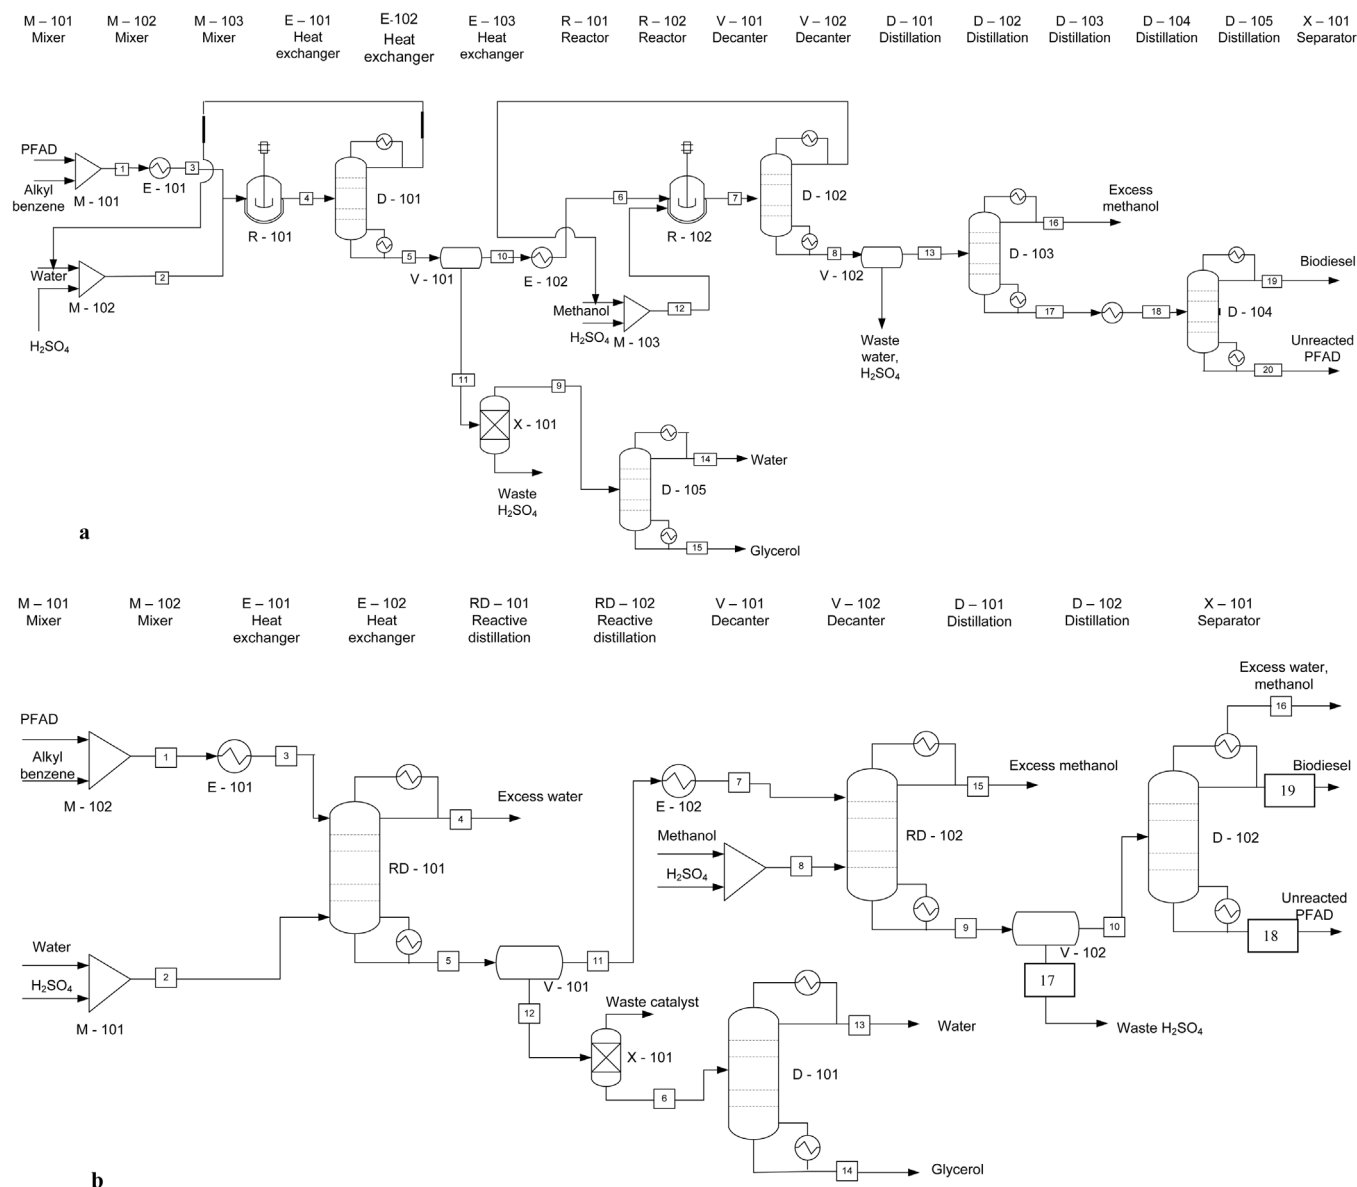 M – 101 M – 102 M – 103 E – 101 E-102 E – 103 R – 101 R – 102 V – 101 V – 102 D – 101 D – 102 D – 103 D – 104 D – 105 X – 101
Mixer Mixer Mixer Heat Heat Heat Reactor Reactor Decanter Decanter Distillation Distillation Distillation Distillation Distillation Separator
exchanger exchanger exchanger
PFAD
Alkyl
benzene
M - 101
1
E - 101
3
R - 101
4
D - 101
5
V - 101
10
E - 102
6
R - 102
7
D - 102
8
V - 102
13
D - 103
16
Excess
methanol
17
18
D - 104
19
Biodiesel
Unreacted
PFAD
20
Water
M - 102
2
H₂SO₄
Methanol
H₂SO₄
M - 103
12
Waste
water,
H₂SO₄
11
9
X - 101
Waste
H₂SO₄
14
Water
D - 105
15
Glycerol
a
M – 101 M – 102 E – 101 E – 102 RD – 101 RD – 102 V – 101 V – 102 D – 101 D – 102 X – 101
Mixer Mixer Heat Heat Reactive Reactive Decanter Decanter Distillation Distillation Separator
exchanger exchanger distillation distillation
PFAD
Alkyl
benzene
M - 102
1
E - 101
3
RD - 101
4
Excess water
Water
H₂SO₄
M - 101
2
5
V - 101
11
E - 102
7
Methanol
H₂SO₄
8
RD - 102
15
Excess methanol
9
V - 102
10
17
Waste H₂SO₄
Excess water,
methanol
16
Biodiesel
19
D - 102
Unreacted
PFAD
18
12
Waste catalyst
X - 101
6
D - 101
13
Water
14
Glycerol
b